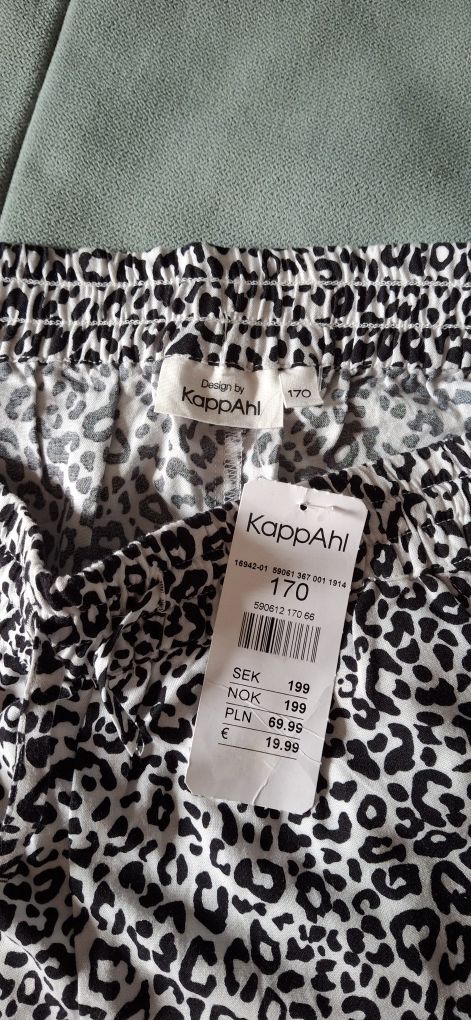 Design by
KappAhl
170
KappAhl
16942-01 59061 367 001 1914
170
590612 170 66
SEK 199
NOK 199
PLN 69.99
€ 19.99